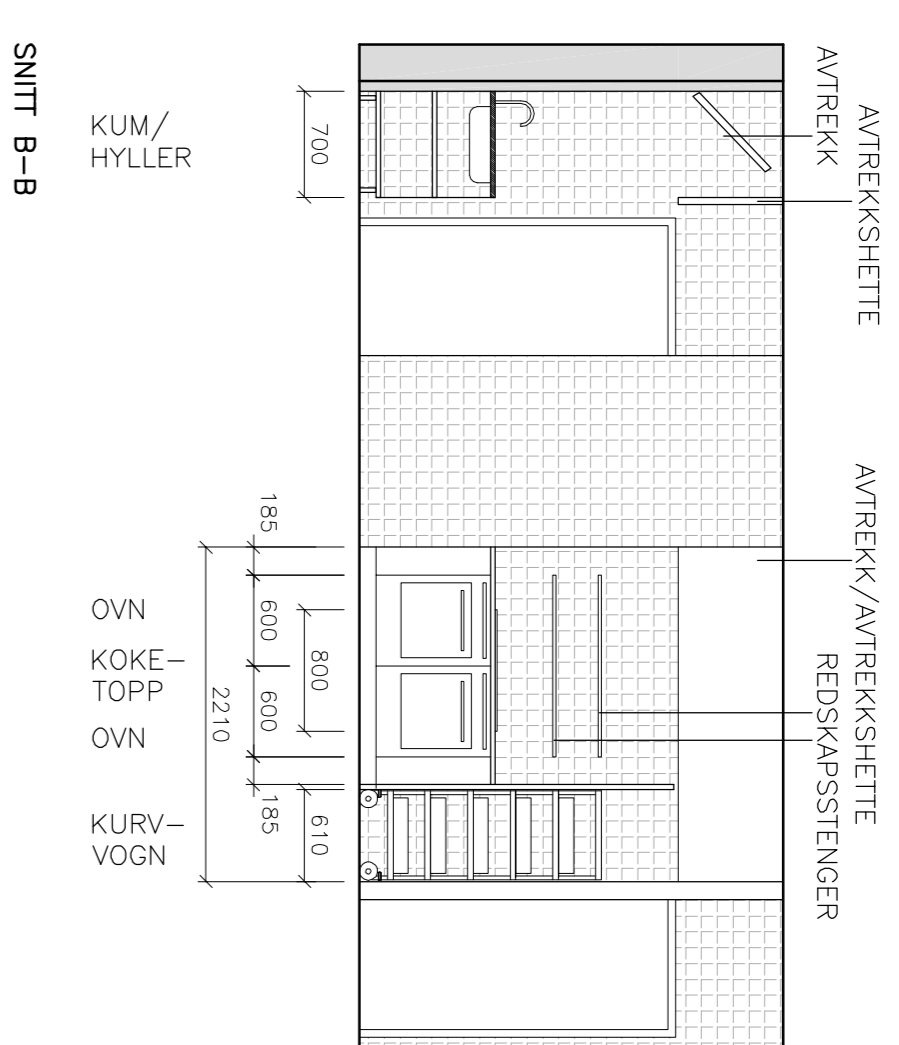 AVTREKKSHETTE
AVTREKK
AVTREKK/AVTREKKSHETTE
REDSKAPSSTENGER
700
800
610
185
600
600
185
2210
KUM/
HYLLER
OVN
KOKE-
TOPP
OVN
KURV-
VOGN
SNITT B-B